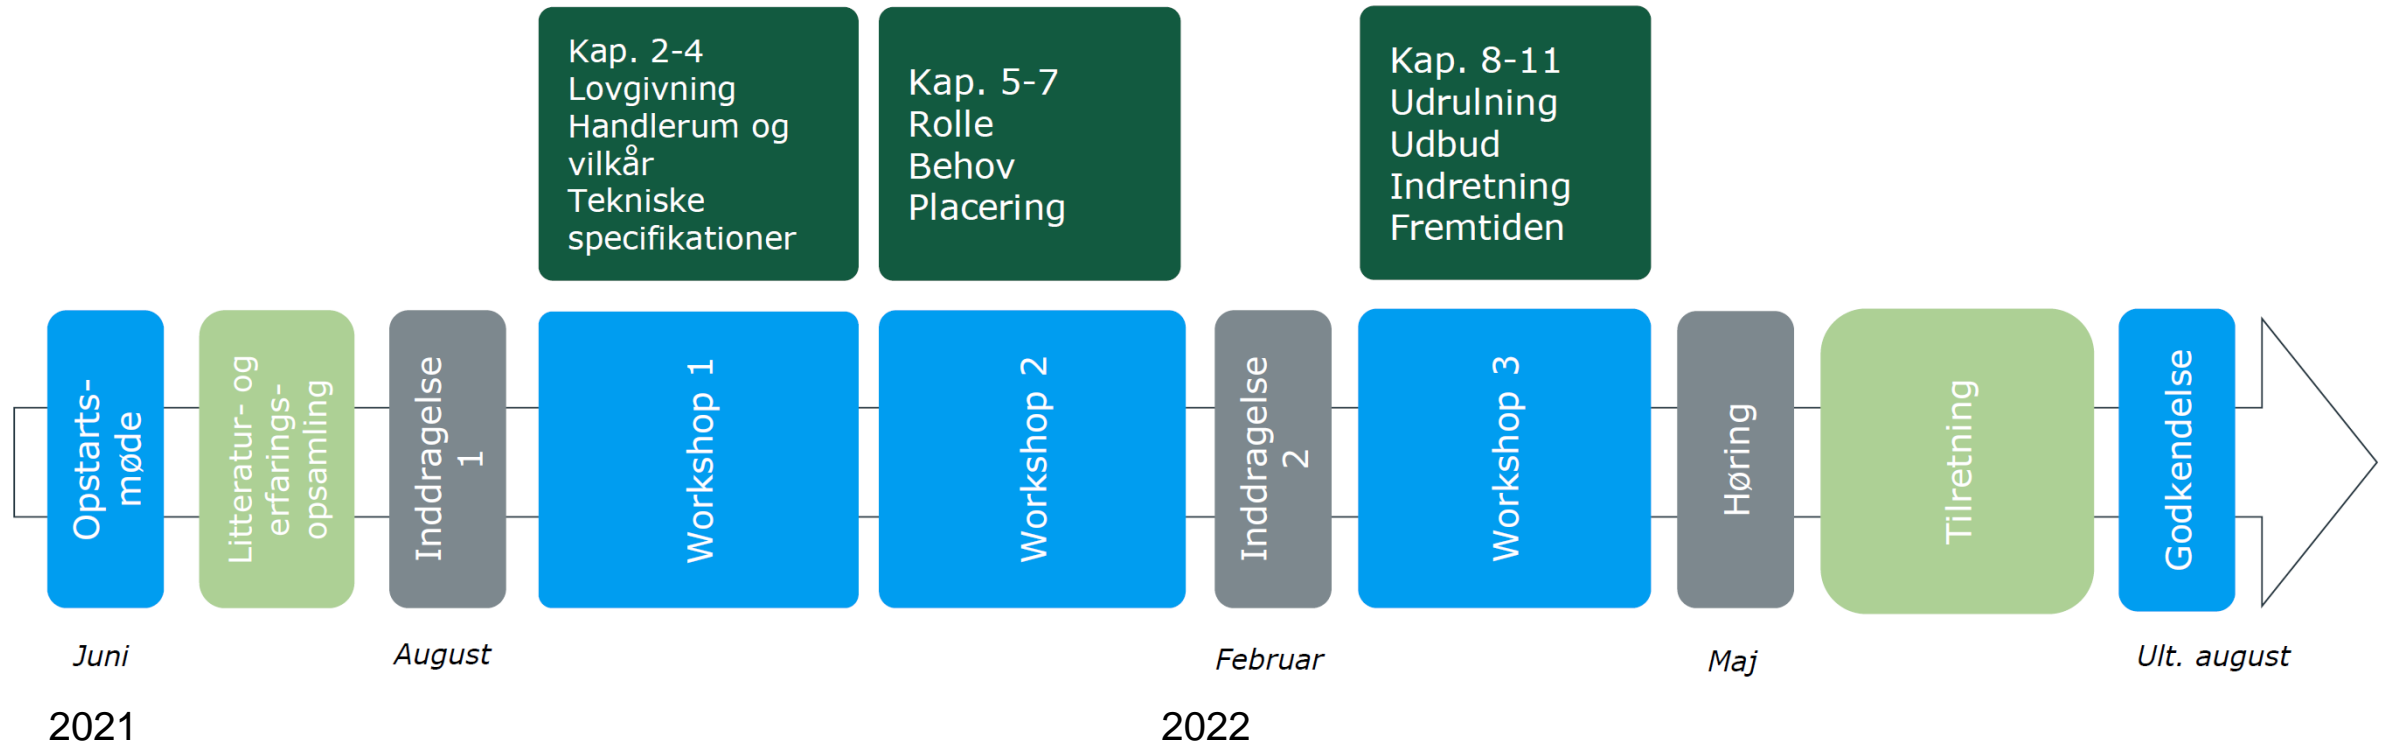 Kap. 2-4
Lovgivning
Handlerum og
vilkår
Tekniske
specifikationer
Kap. 5-7
Rolle
Behov
Placering
Kap. 8-11
Udrulning
Udbud
Indretning
Fremtiden
Opstarts-
møde
Litteratur- og
erfarings-
opsamling
Inddragelse
1
Workshop 1
Workshop 2
Inddragelse
2
Workshop 3
Høring
Tilretning
Godkendelse
Juni
August
Februar
Maj
Ult. august
2021
2022